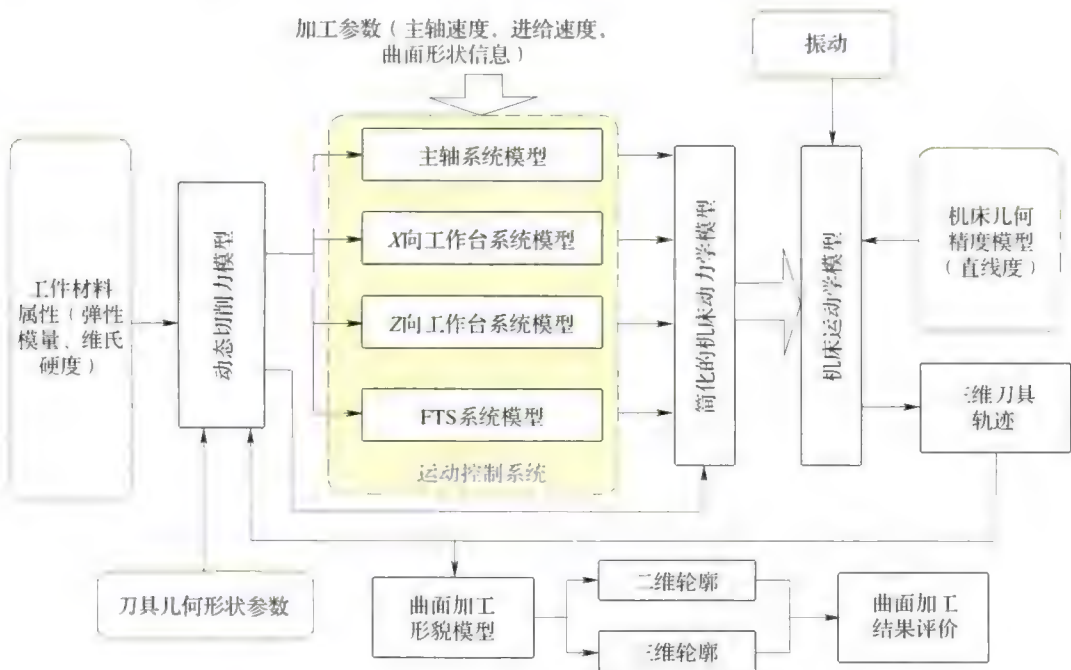 加工参数（主轴速度、进给速度、
曲面形状信息）
振动
主轴系统模型
X向工作台系统模型
Z向工作台系统模型
FTS系统模型
运动控制系统
工件材料
属性（弹性
模量、维氏
硬度）
动态切削力模型
简化的机床动力学模型
机床运动学模型
机床几何
精度模型
（直线度）
三维刀具
轨迹
刀具几何形状参数
曲面加工
形貌模型
二维轮廓
三维轮廓
曲面加工
结果评价